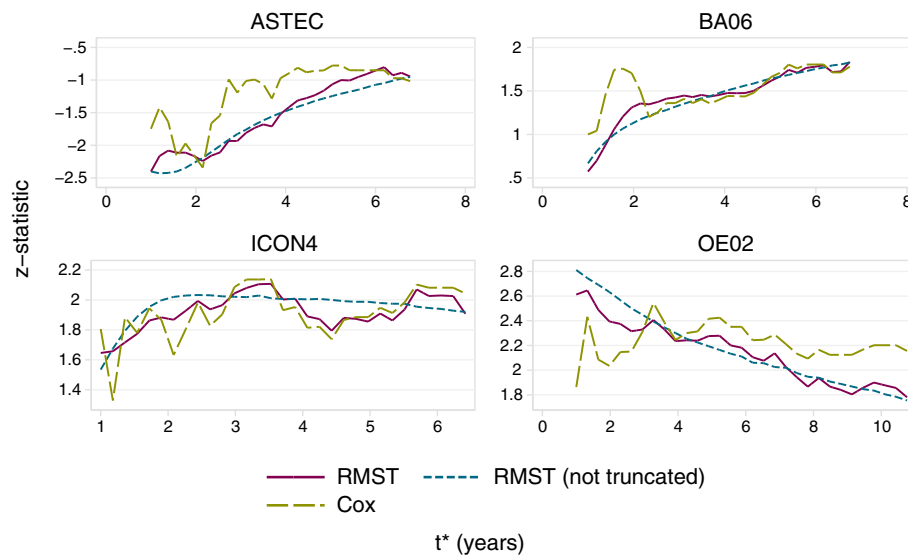 ASTEC
BA06
−.5
−1
−1.5
−2
−2.5
0 2 4 6 8
2
1.5
1
.5
0 2 4 6 8
z−statistic
ICON4
OE02
2.2
2
1.8
1.6
1.4
1 2 3 4 5 6
2.8
2.6
2.4
2.2
2
1.8
0 2 4 6 8 10
RMST
RMST (not truncated)
Cox
t* (years)